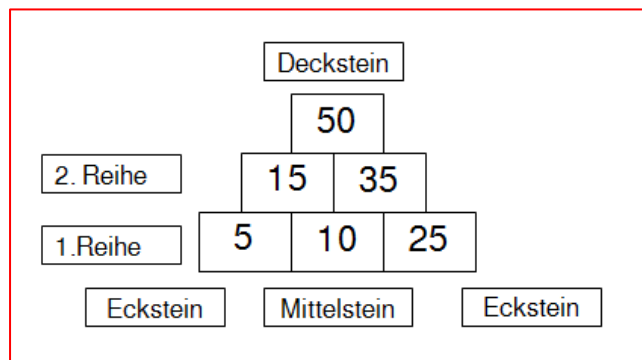 Deckstein
50
2. Reihe 15 35
1.Reihe 5 10 25
Eckstein Mittelstein Eckstein